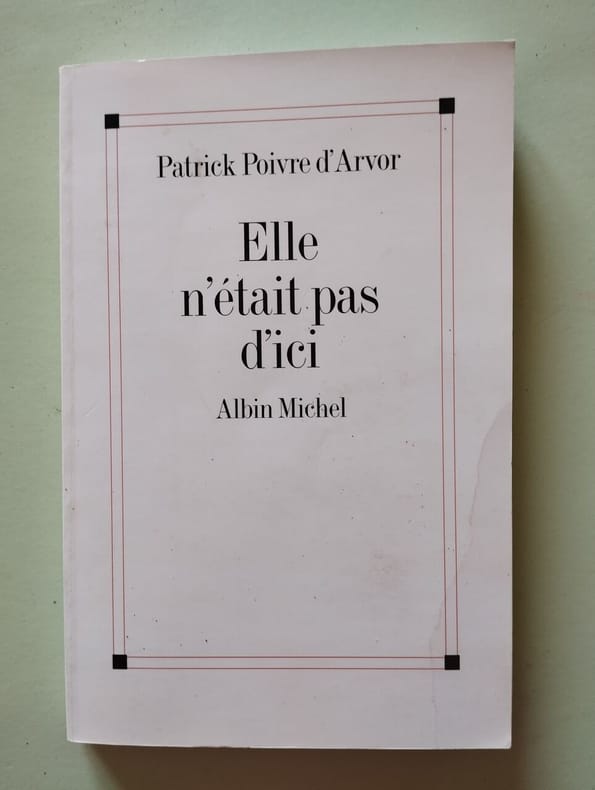 Patrick Poivre d'Arvor
Elle
n'était pas
d'ici
Albin Michel